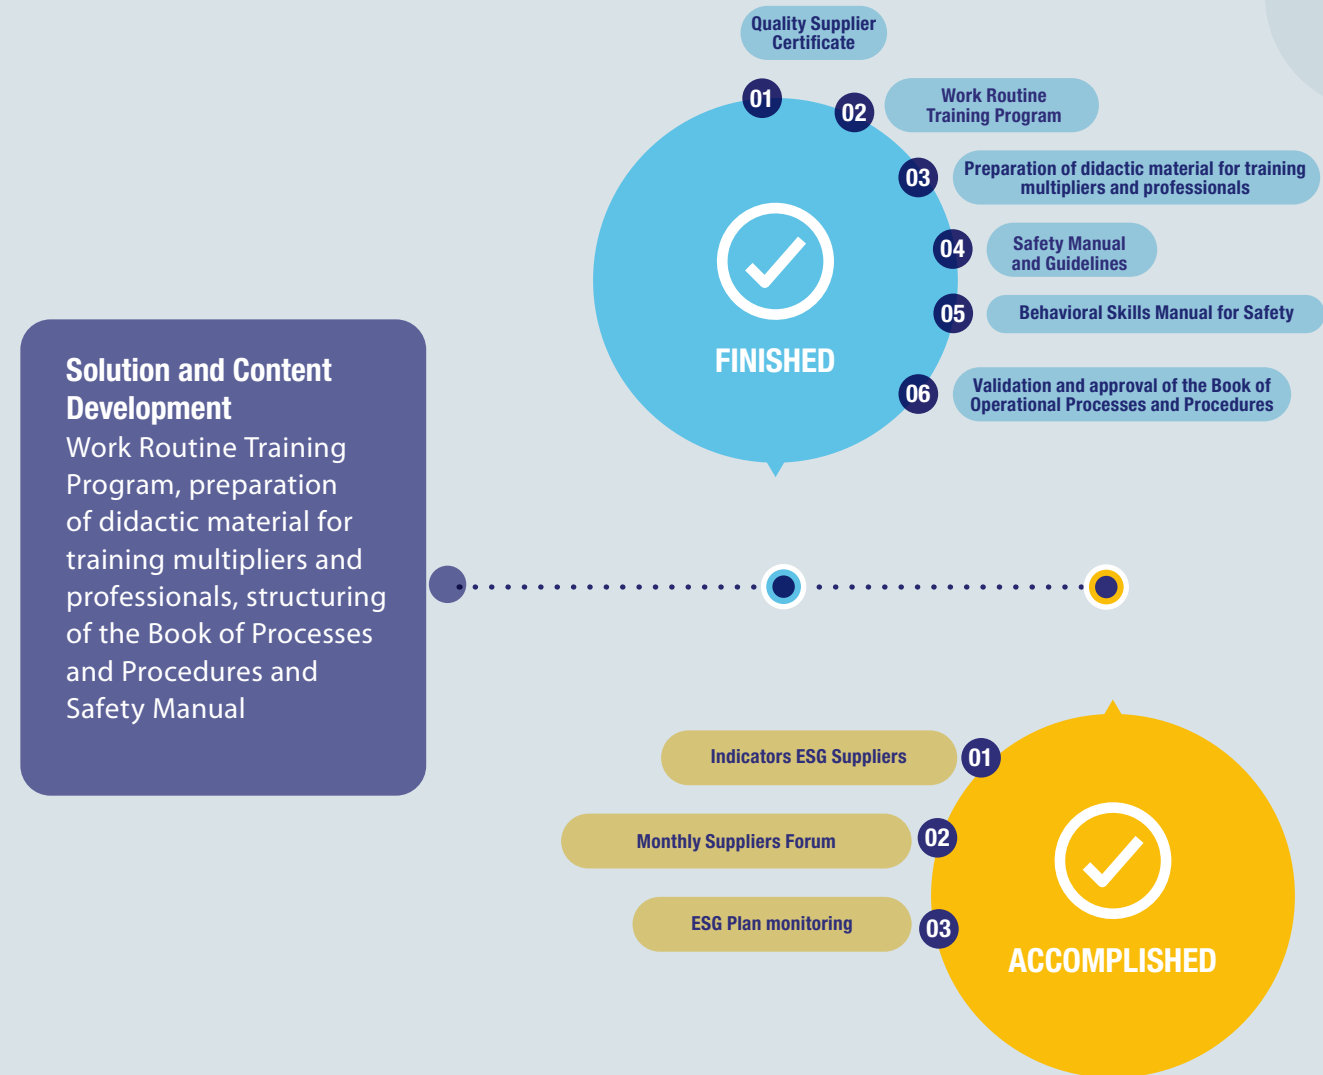 Solution and Content
Development
Work Routine Training
Program, preparation
of didactic material for
training multipliers and
professionals, structuring
of the Book of Processes
and Procedures and
Safety Manual
FINISHED
01
Quality Supplier
Certificate
02
Work Routine
Training Program
03
Preparation of didactic material for training
multipliers and professionals
04
Safety Manual
and Guidelines
05
Behavioral Skills Manual for Safety
06
Validation and approval of the Book of
Operational Processes and Procedures
ACCOMPLISHED
01
Indicators ESG Suppliers
02
Monthly Suppliers Forum
03
ESG Plan monitoring